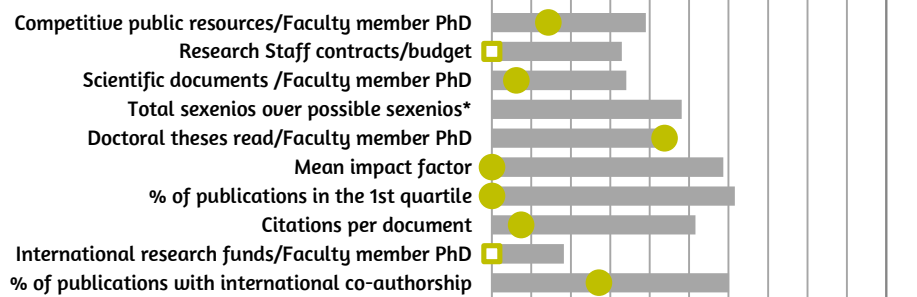 Competitive public resources/Faculty member PhD
Research Staff contracts/budget
Scientific documents /Faculty member PhD
Total sexenios over possible sexenios*
Doctoral theses read/Faculty member PhD
Mean impact factor
% of publications in the 1st quartile
Citations per document
International research funds/Faculty member PhD
% of publications with international co-authorship